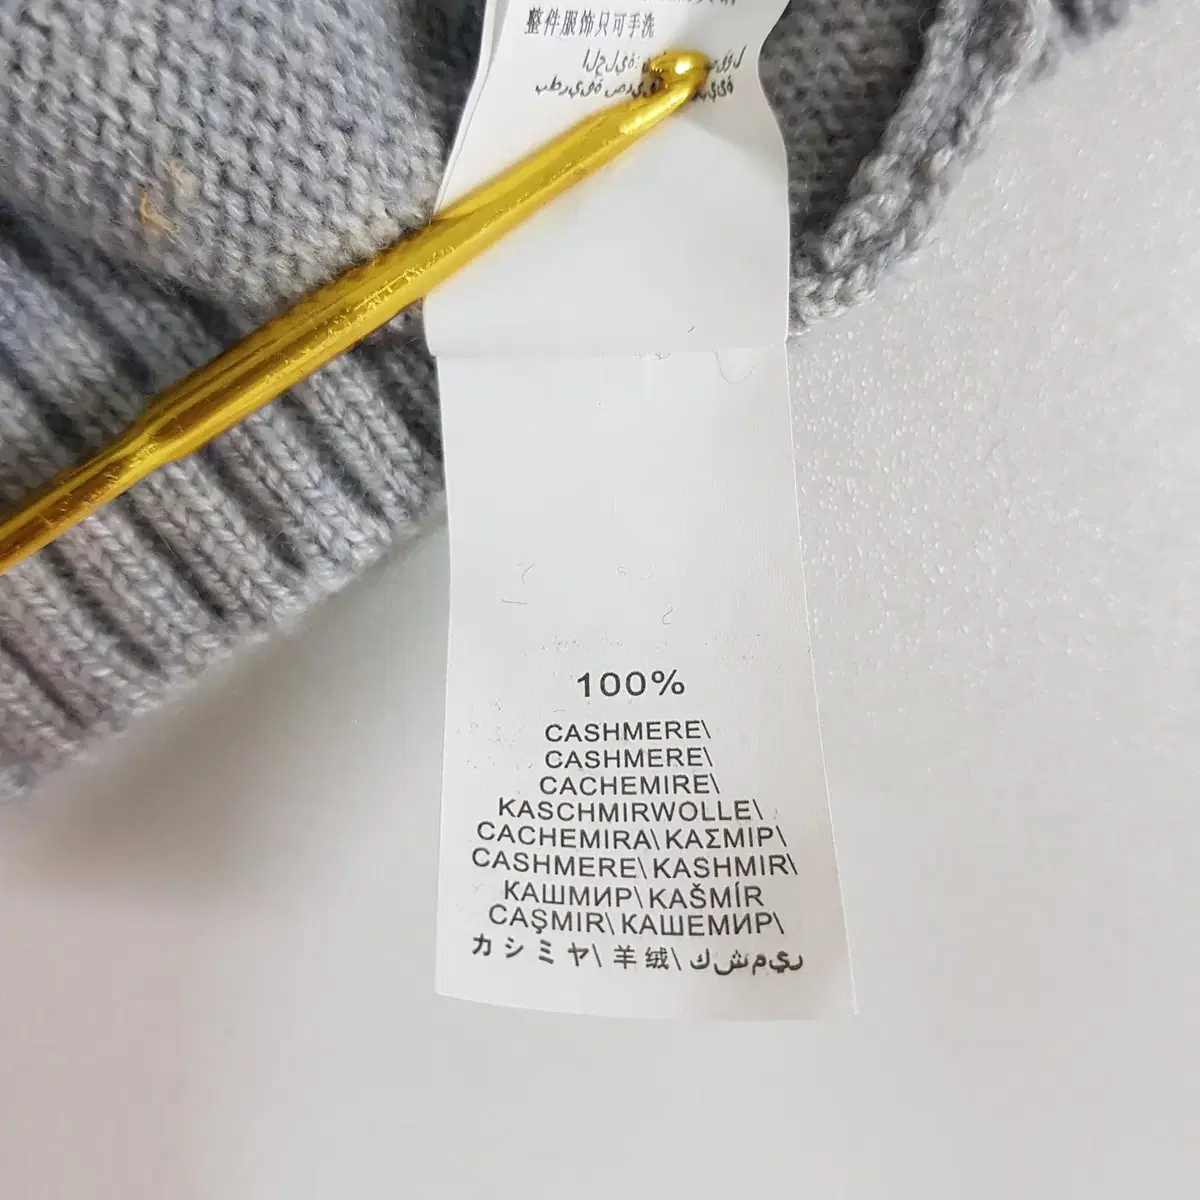 整件服饰只可手洗
100%
CASHMERE\
CASHMERE\
CACHEMIRE\
KASCHMIRWOLLE\
CACHEMIRA\ ΚΑΣΜΙΡ\
CASHMERE\ KASHMIR\
КАШМИР\ KAŠMÍR
CAŞMIR\ КАШЕМИР\
カシミヤ\ 羊绒\ كشمير